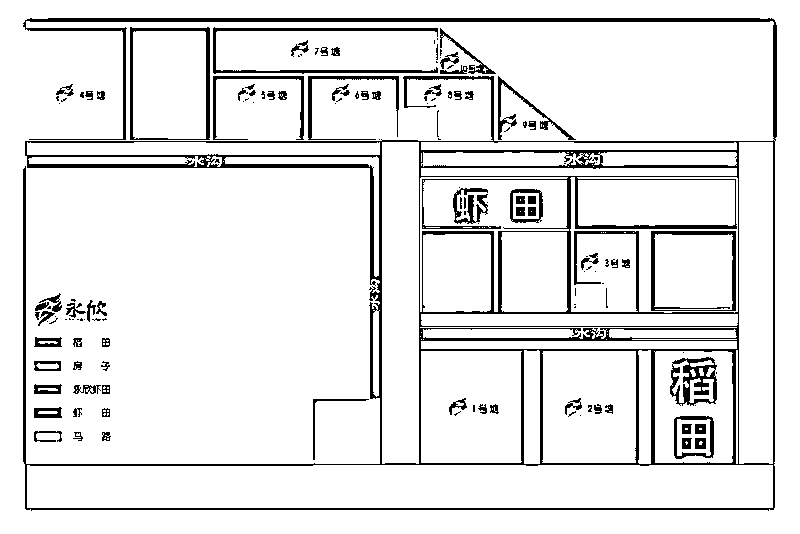 7号塘
10号塘
4号塘
5号塘
6号塘
8号塘
9号塘
水沟
水沟
虾田
3号塘
水沟
永欣
水沟
稻田
房子
永欣虾田
虾田
马路
稻
田
1号塘
2号塘